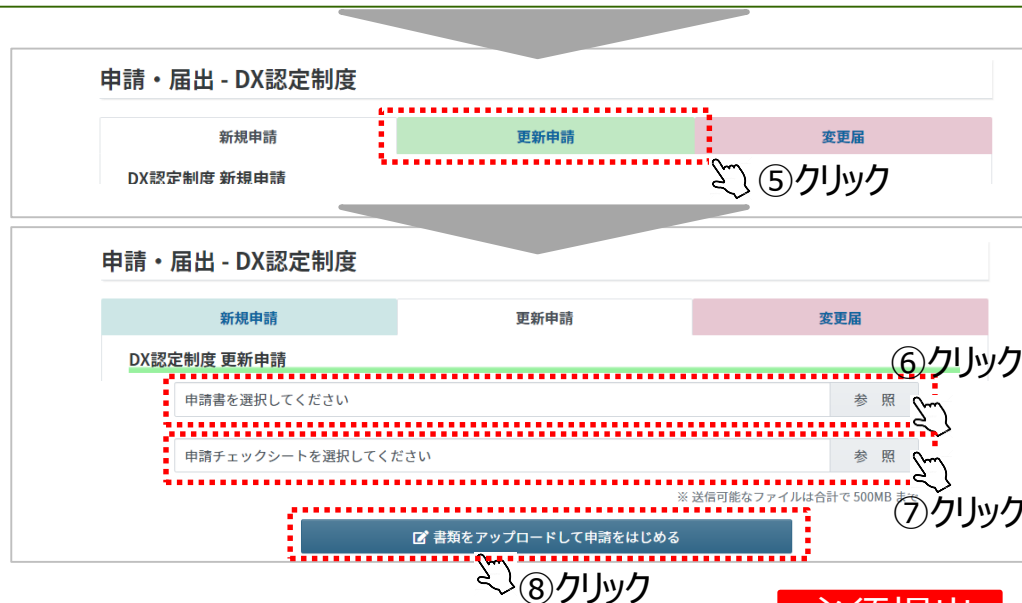 申請・届出 - DX認定制度
新規申請 更新申請 変更届
DX認定制度 新規申請
⑤クリック
申請・届出 - DX認定制度
新規申請 更新申請 変更届
DX認定制度 更新申請
⑥クリック
申請書を選択してください 参 照
申請チェックシートを選択してください 参 照
※ 送信可能なファイルは合計で 500MB まで
⑦クリック
書類をアップロードして申請をはじめる
⑧クリック